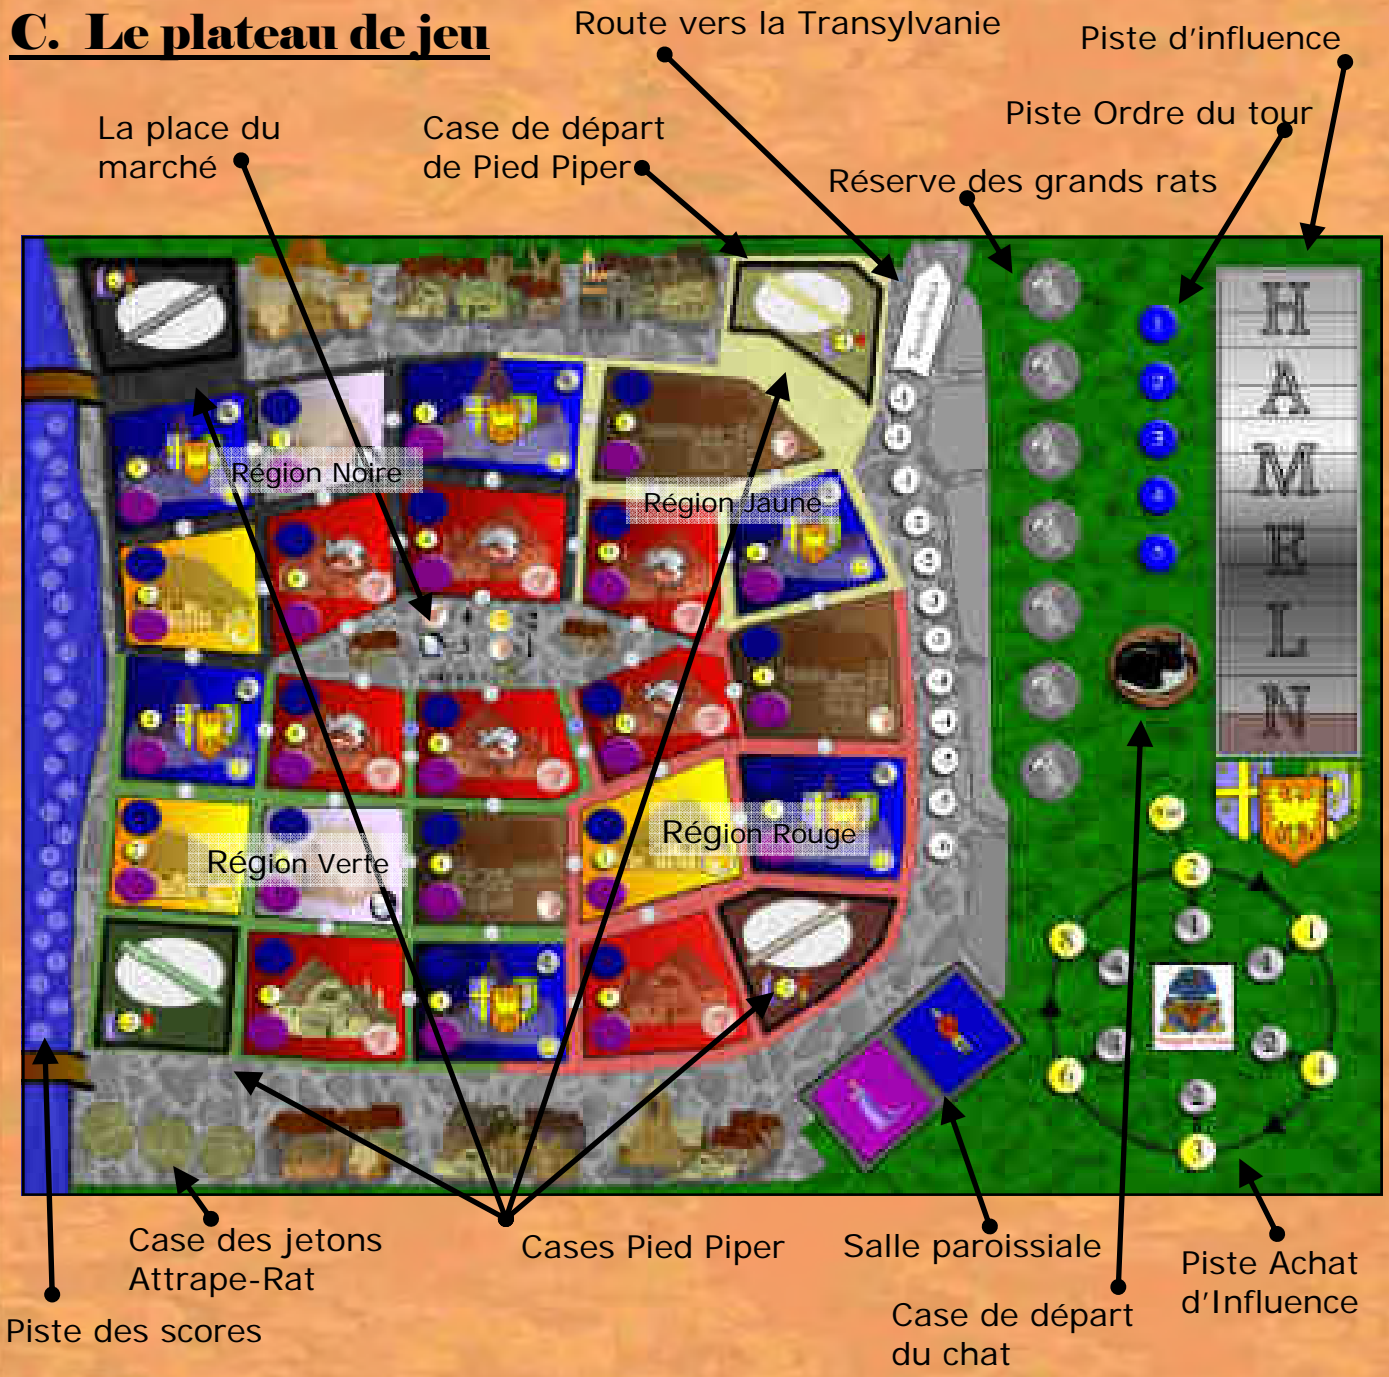 C. Le plateau de jeu
Route vers la Transylvanie
Piste d'influence
Piste Ordre du tour
La place du
marché
Case de départ
de Pied Piper
Réserve des grands rats
H
A
M
E
L
N
Région Noire
Région Jaune
Région Verte
Région Rouge
Case des jetons
Attrape-Rat
Cases Pied Piper
Salle paroissiale
Piste Achat
d'Influence
Case de départ
du chat
Piste des scores